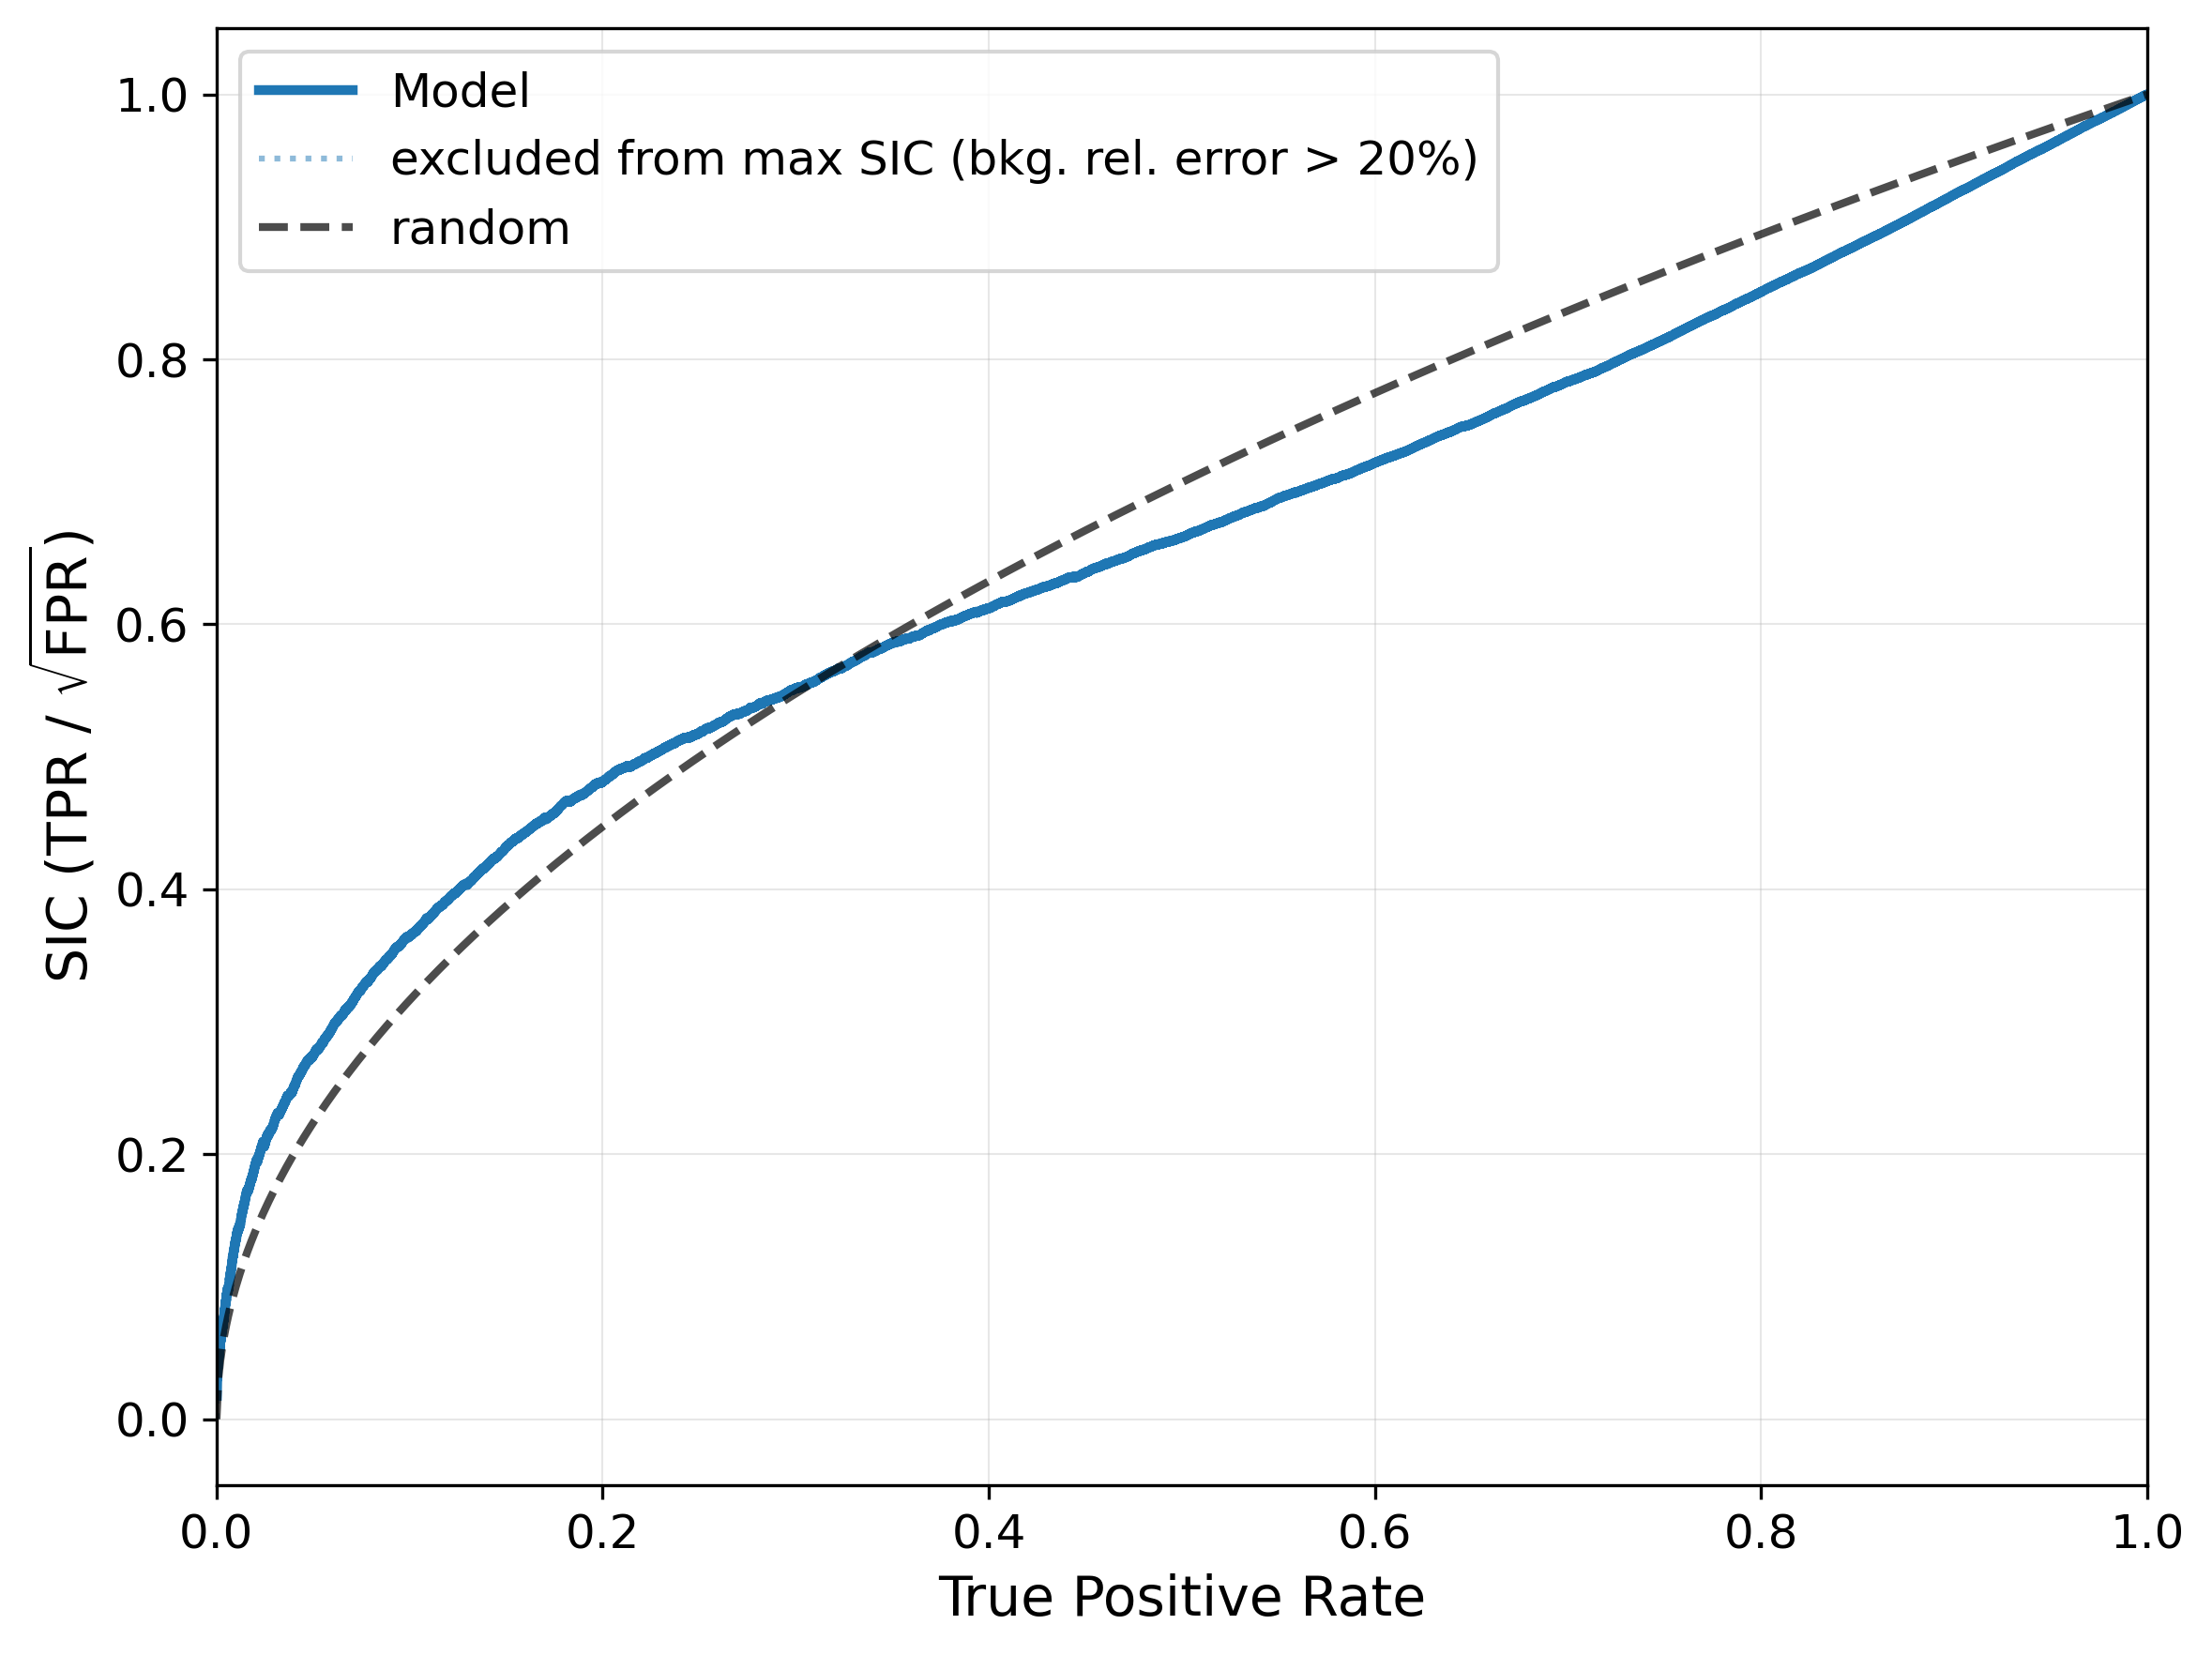 Model
excluded from max SIC (bkg. rel. error > 20%)
random
1.0
0.8
0.6
0.4
0.2
0.0
SIC (TPR / √FPR)
0.0 0.2 0.4 0.6 0.8 1.0
True Positive Rate